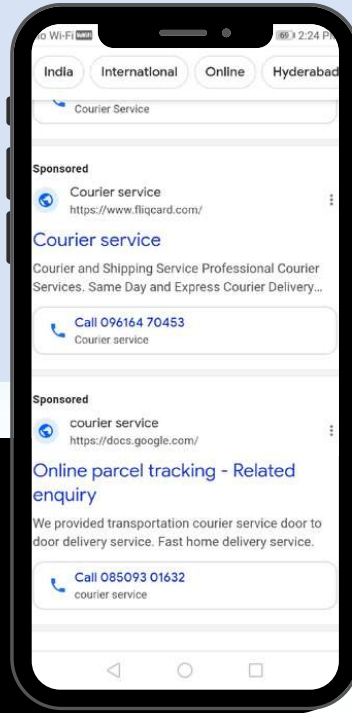 Wi-Fi
69 2:24 P
India International Online Hyderabad
Courier Service
Sponsored
Courier service
https://www.fliqcard.com/
Courier service
Courier and Shipping Service Professional Courier
Services. Same Day and Express Courier Delivery...
Call 096164 70453
Courier service
Sponsored
courier service
https://docs.google.com/
Online parcel tracking - Related
enquiry
We provided transportation courier service door to
door delivery service. Fast home delivery service.
Call 085093 01632
courier service